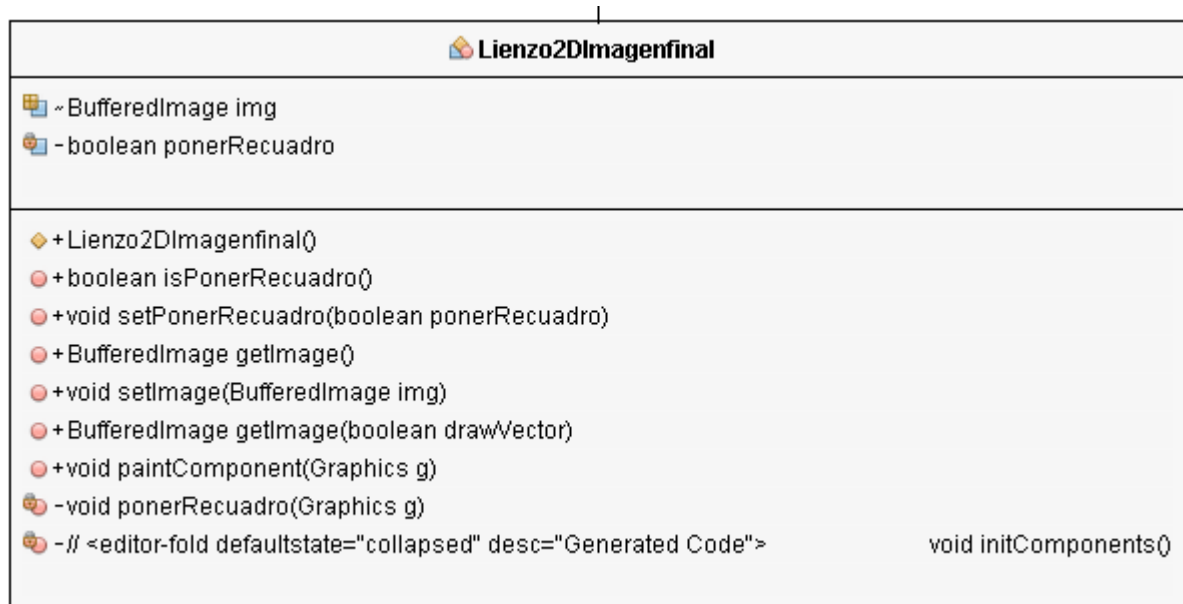 Lienzo2DImagenfinal
~BufferedImage img
-boolean ponerRecuadro
+Lienzo2DImagenfinal()
+boolean isPonerRecuadro()
+void setPonerRecuadro(boolean ponerRecuadro)
+BufferedImage getImage()
+void setImage(BufferedImage img)
+BufferedImage getImage(boolean drawVector)
+void paintComponent(Graphics g)
-void ponerRecuadro(Graphics g)
-// <editor-fold defaultstate="collapsed" desc="Generated Code"> void initComponents()